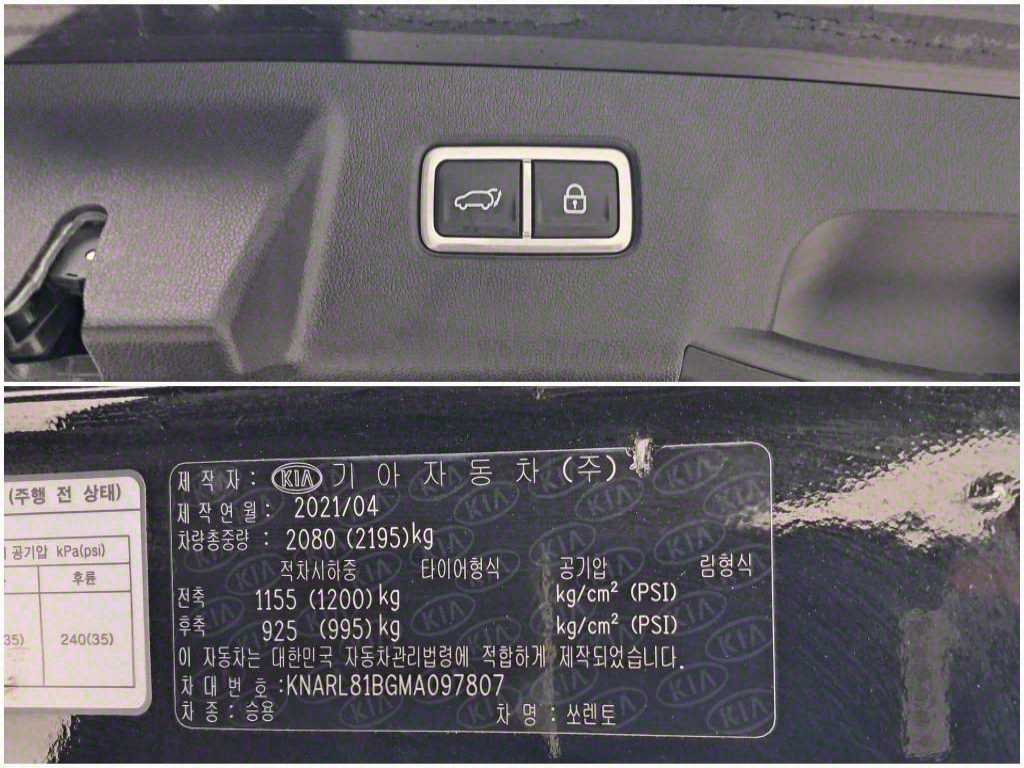 (주행 전 상태)
공기압 kPa(psi)
후륜
35)
240(35)
제 작 자 : KIA 기 아 자 동 차 (주)
제작연월 : 2021/04
차량총중량 : 2080 (2195)kg
적차시하중 타이어형식 공기압 림형식
전축 1155 (1200) kg kg/cm² (PSI)
후축 925 (995) kg kg/cm² (PSI)
이 자동차는 대한민국 자동차관리법령에 적합하게 제작되었습니다.
차 대 번 호 :KNARL81BGMA097807
차 종 : 승용 차 명 : 쏘렌토